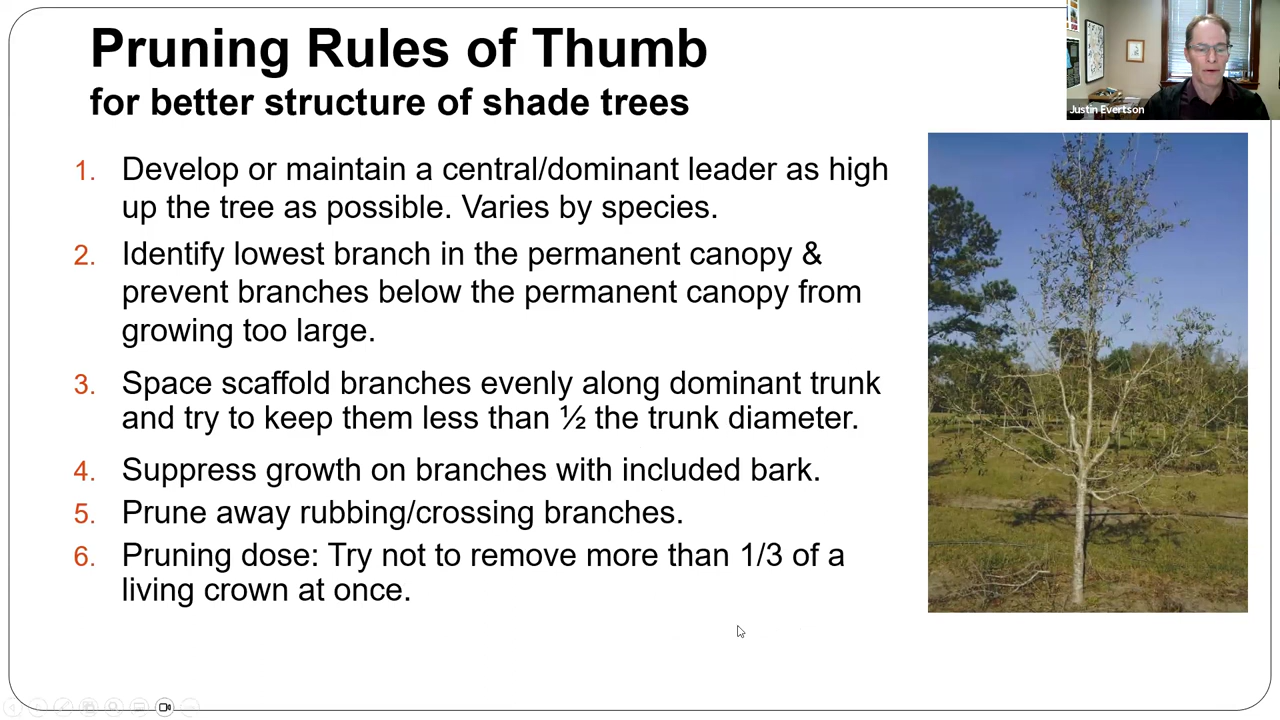 Pruning Rules of Thumb
for better structure of shade trees
Justin Evertson
1. Develop or maintain a central/dominant leader as high
up the tree as possible. Varies by species.
2. Identify lowest branch in the permanent canopy &
prevent branches below the permanent canopy from
growing too large.
3. Space scaffold branches evenly along dominant trunk
and try to keep them less than ½ the trunk diameter.
4. Suppress growth on branches with included bark.
5. Prune away rubbing/crossing branches.
6. Pruning dose: Try not to remove more than 1/3 of a
living crown at once.